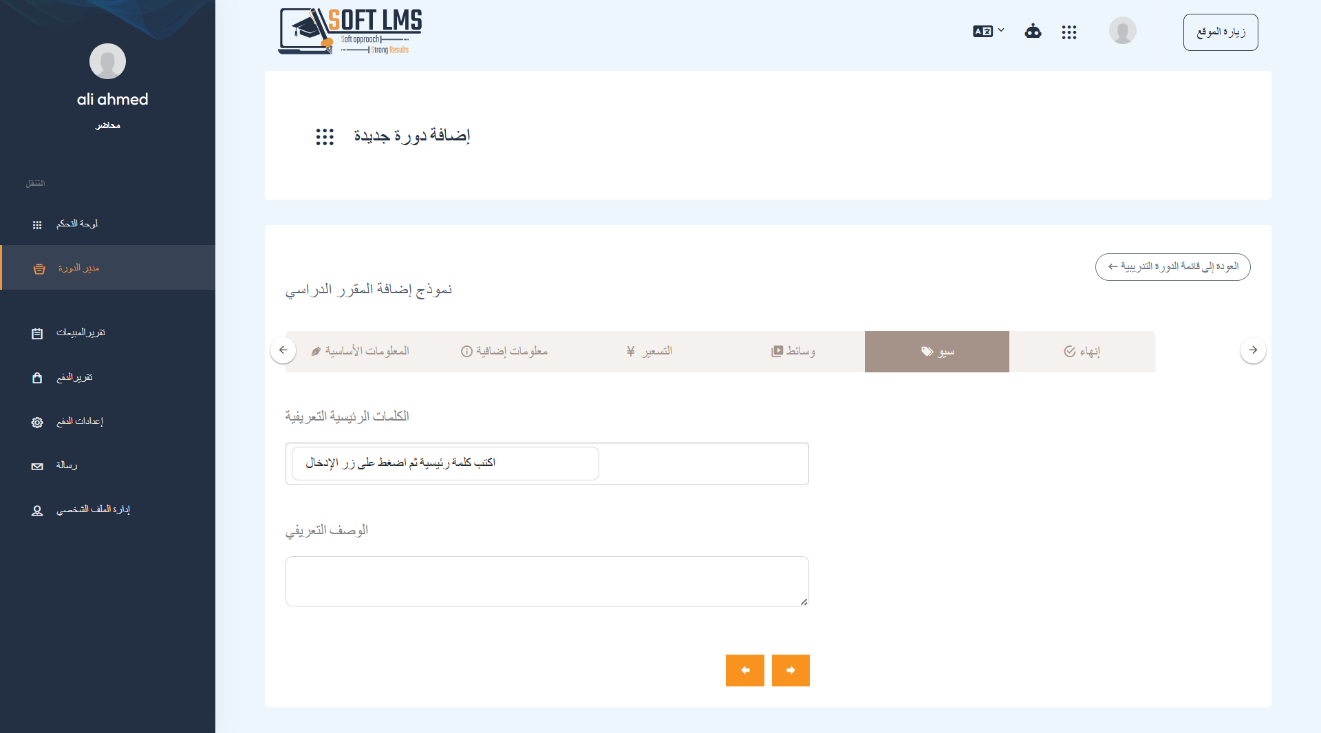 ali ahmed
محاضر
التنقل
لوحة التحكم
مدير الدورة
تقرير المبيعات
تقرير الدفع
إعدادات الدفع
رسالة
إدارة الملف الشخصي
SOFT LMS
Soft approach
Strong Results
زيارة الموقع
إضافة دورة جديدة
العودة إلى قائمة الدورة التدريبية
نموذج إضافة المقرر الدراسي
المعلومات الأساسية
معلومات إضافية
التسعير
وسائط
سيو
إنهاء
الكلمات الرئيسية التعريفية
اكتب كلمة رئيسية ثم اضغط على زر الإدخال
الوصف التعريفي